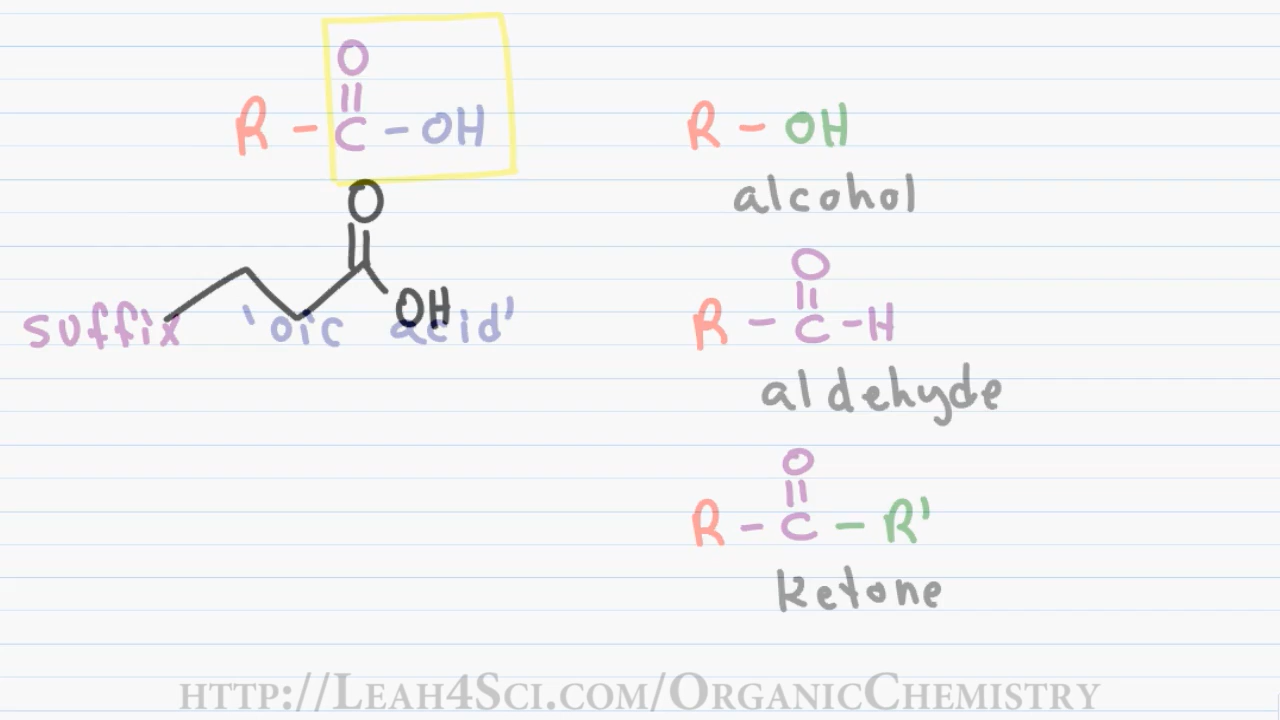 O
||
R - C - OH
O
OH
suffix 'oic acid'
R - OH
alcohol
O
||
R - C - H
aldehyde
O
||
R - C - R'
ketone
HTTP://LEAH4SCI.COM/ORGANICCHEMISTRY